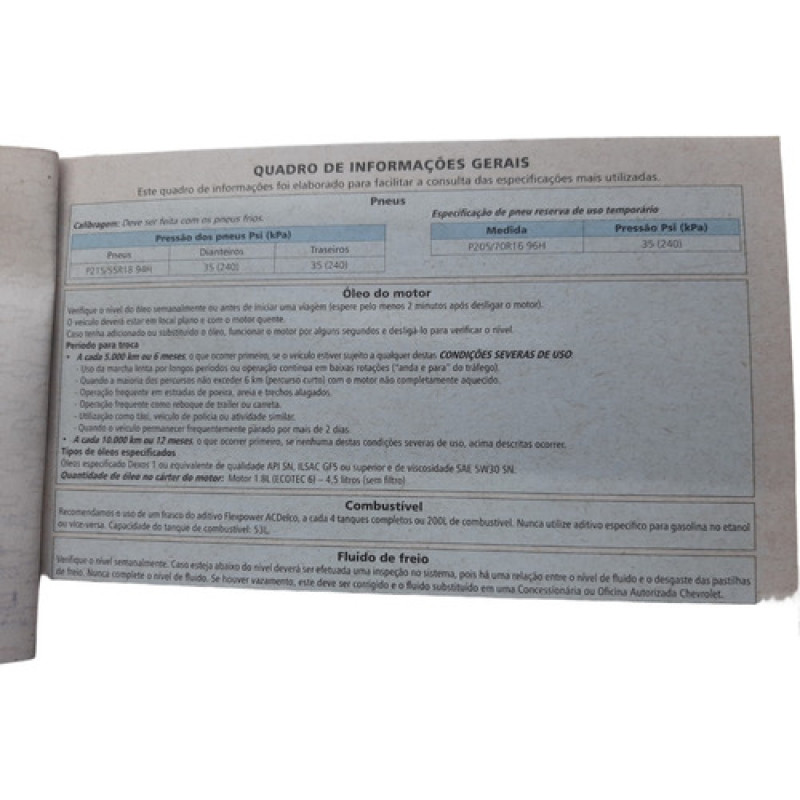 QUADRO DE INFORMAÇÕES GERAIS
Este quadro de informações foi elaborado para facilitar a consulta das especificações mais utilizadas.
Pneus
Calibragem: Deve ser feita com os pneus frios.
Pressão dos pneus Psi (kPa)
Pneus Dianteiros Traseiros
P215/55R18 94H 35 (240) 35 (240)
Especificação de pneu reserva de uso temporário
Medida Pressão Psi (kPa)
P205/70R16 96H 35 (240)
Óleo do motor
Verifique o nível do óleo semanalmente ou antes de iniciar uma viagem (espere pelo menos 2 minutos após desligar o motor).
O veículo deverá estar em local plano e com o motor quente.
Caso tenha adicionado ou substituído o óleo, funcionar o motor por alguns segundos e desligá-lo para verificar o nível.
Período para troca
• A cada 5.000 km ou 6 meses, o que ocorrer primeiro, se o veículo estiver sujeito a qualquer destas CONDIÇÕES SEVERAS DE USO:
- Uso da marcha lenta por longos períodos ou operação contínua em baixas rotações ("anda e para" do tráfego).
- Quando a maioria dos percursos não exceder 6 km (percurso curto) com o motor não completamente aquecido.
- Operação frequente em estradas de poeira, areia e trechos alagados.
- Operação frequente como reboque de trailer ou carreta.
- Utilização como táxi, veículo de polícia ou atividade similar.
- Quando o veículo permanecer frequentemente parado por mais de 2 dias.
• A cada 10.000 km ou 12 meses, o que ocorrer primeiro, se nenhuma destas condições severas de uso, acima descritas ocorrer.
Tipos de óleos especificados
Óleos especificado Dexos 1 ou equivalente de qualidade API SN, ILSAC GF5 ou superior e de viscosidade SAE 5W30 SN.
Quantidade de óleo no cárter do motor: Motor 1.8L (ECOTEC 6) – 4,5 litros (sem filtro)
Combustível
Recomendamos o uso de um frasco do aditivo Flexpower ACDelco, a cada 4 tanques completos ou 200L de combustível. Nunca utilize aditivo específico para gasolina no etanol
ou vice-versa. Capacidade do tanque de combustível: 53L.
Fluido de freio
Verifique o nível semanalmente. Caso esteja abaixo do nível deverá ser efetuada uma inspeção no sistema, pois há uma relação entre o nível de fluido e o desgaste das pastilhas
de freio. Nunca complete o nível de fluido. Se houver vazamento, este deve ser corrigido e o fluido substituído em uma Concessionária ou Oficina Autorizada Chevrolet.